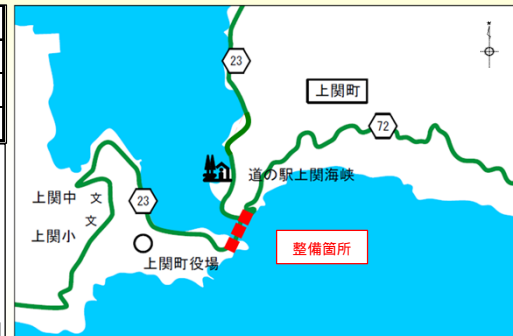 23
上関町
72
道の駅上関海峡
上関中 文
23
上関小 文
上関町役場
整備箇所